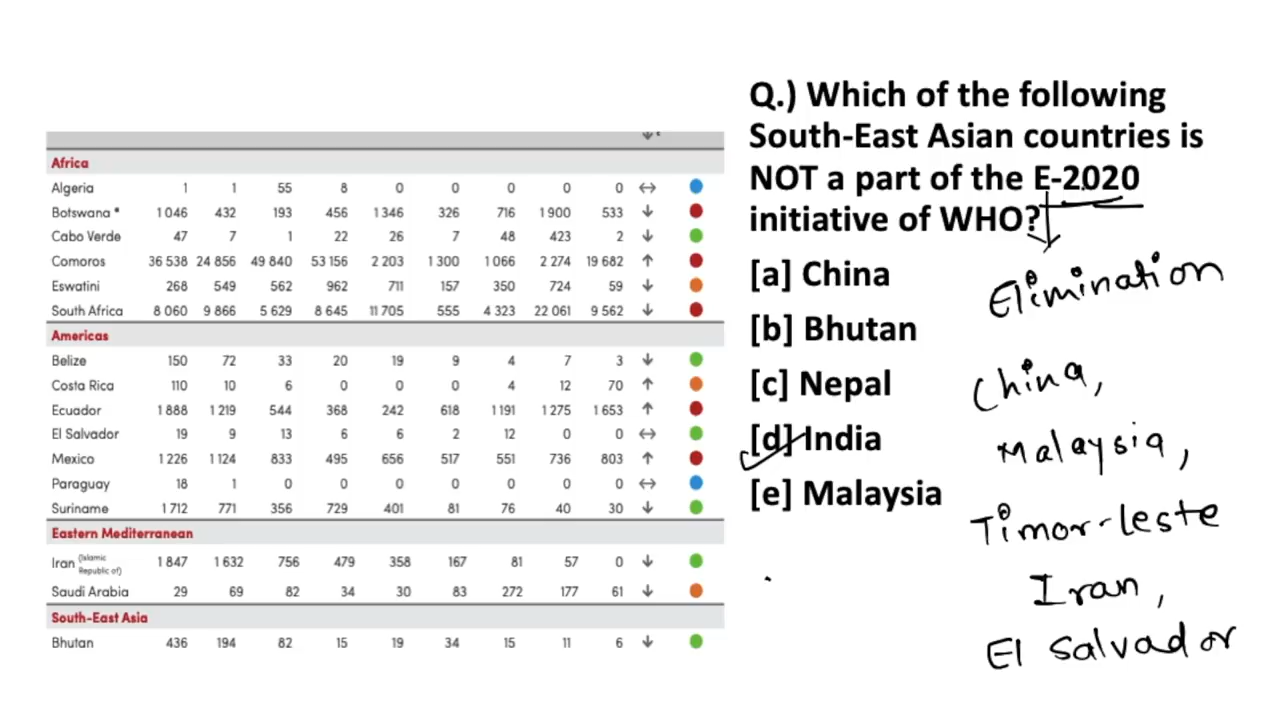 Africa
Algeria 1 1 55 8 0 0 0 0 0 ↔
Botswana * 1 046 432 193 456 1 346 326 716 1 900 533 ↓
Cabo Verde 47 7 1 22 26 7 48 423 2 ↓
Comoros 36 538 24 856 49 840 53 156 2 203 1 300 1 066 2 274 19 682 ↑
Eswatini 268 549 562 962 711 157 350 724 59 ↓
South Africa 8 060 9 866 5 629 8 645 11 705 555 4 323 22 061 9 562 ↓
Americas
Belize 150 72 33 20 19 9 4 7 3 ↓
Costa Rica 110 10 6 0 0 0 4 12 70 ↑
Ecuador 1 888 1 219 544 368 242 618 1 191 1 275 1 653 ↑
El Salvador 19 9 13 6 6 2 12 0 0 ↔
Mexico 1 226 1 124 833 495 656 517 551 736 803 ↑
Paraguay 18 1 0 0 0 0 0 0 0 ↔
Suriname 1 712 771 356 729 401 81 76 40 30 ↓
Eastern Mediterranean
Iran (Islamic Republic of) 1 847 1 632 756 479 358 167 81 57 0 ↓
Saudi Arabia 29 69 82 34 30 83 272 177 61 ↓
South-East Asia
Bhutan 436 194 82 15 19 34 15 11 6 ↓
Q.) Which of the following
South-East Asian countries is
NOT a part of the E-2020
initiative of WHO?
[a] China
[b] Bhutan
[c] Nepal
[d] India
[e] Malaysia
Elimination
China,
Malaysia,
Timor-Leste
Iran,
El Salvador